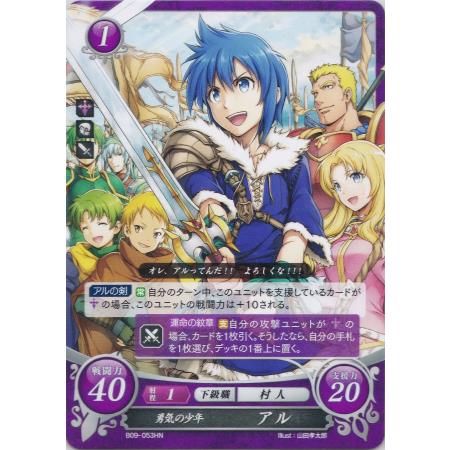 1
オレ、アルってんだ!! よろしくな!!!
アルの剣 常 自分のターン中、このユニットを支援しているカードが
の場合、このユニットの戦闘力は+10される。
運命の紋章 支 自分の攻撃ユニットが の
場合、カードを1枚引く。そうしたなら、自分の手札
を1枚選び、デッキの1番上に置く。
戦闘力
40
射程 1 下級職 村人
支援力
20
勇気の少年 アル
B09-053HN
Illust:山田孝太郎